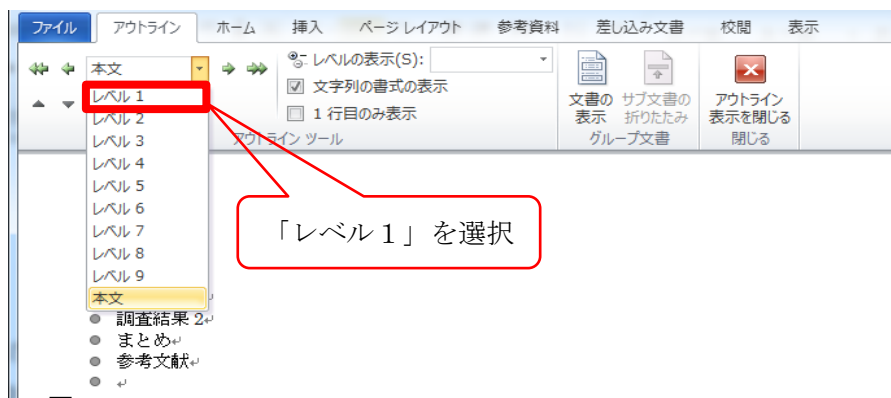 ファイル アウトライン ホーム 挿入 ページ レイアウト 参考資料 差し込み文書 校閲 表示
本文 レベルの表示(S):
文字列の書式の表示
1 行目のみ表示
アウトライン ツール
文書の表示
サブ文書の折りたたみ
グループ文書
アウトライン表示を閉じる
閉じる
レベル 1
レベル 2
レベル 3
レベル 4
レベル 5
レベル 6
レベル 7
レベル 8
レベル 9
本文
「レベル１」を選択
調査結果 2
まとめ
参考文献